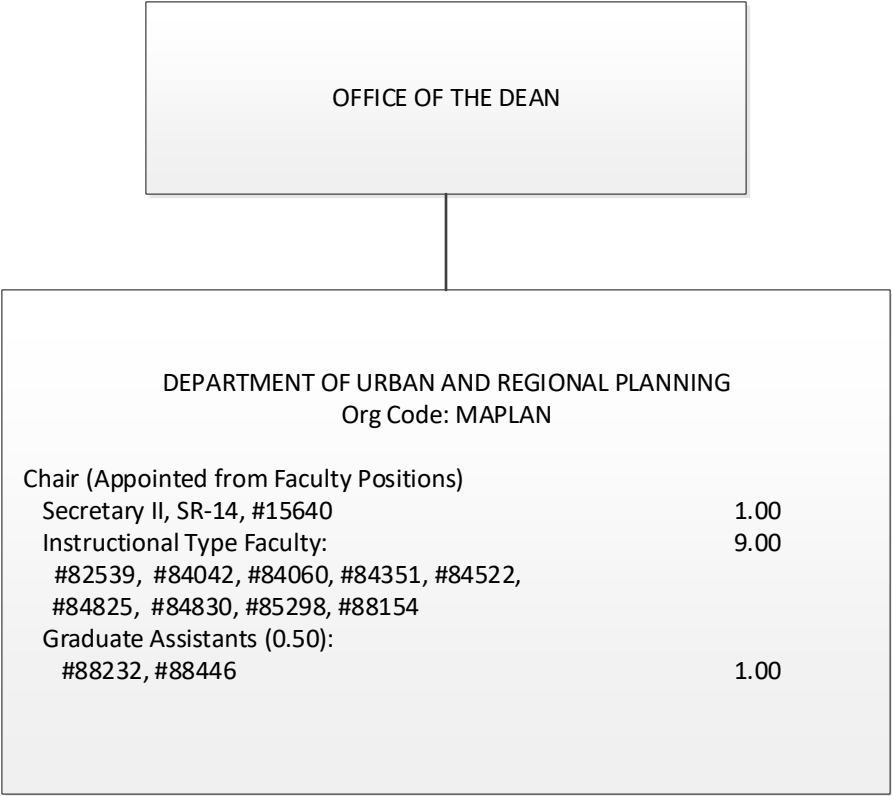 OFFICE OF THE DEAN
DEPARTMENT OF URBAN AND REGIONAL PLANNING
Org Code: MAPLAN
Chair (Appointed from Faculty Positions)
Secretary II, SR-14, #15640 1.00
Instructional Type Faculty: 9.00
#82539, #84042, #84060, #84351, #84522,
#84825, #84830, #85298, #88154
Graduate Assistants (0.50):
#88232, #88446 1.00